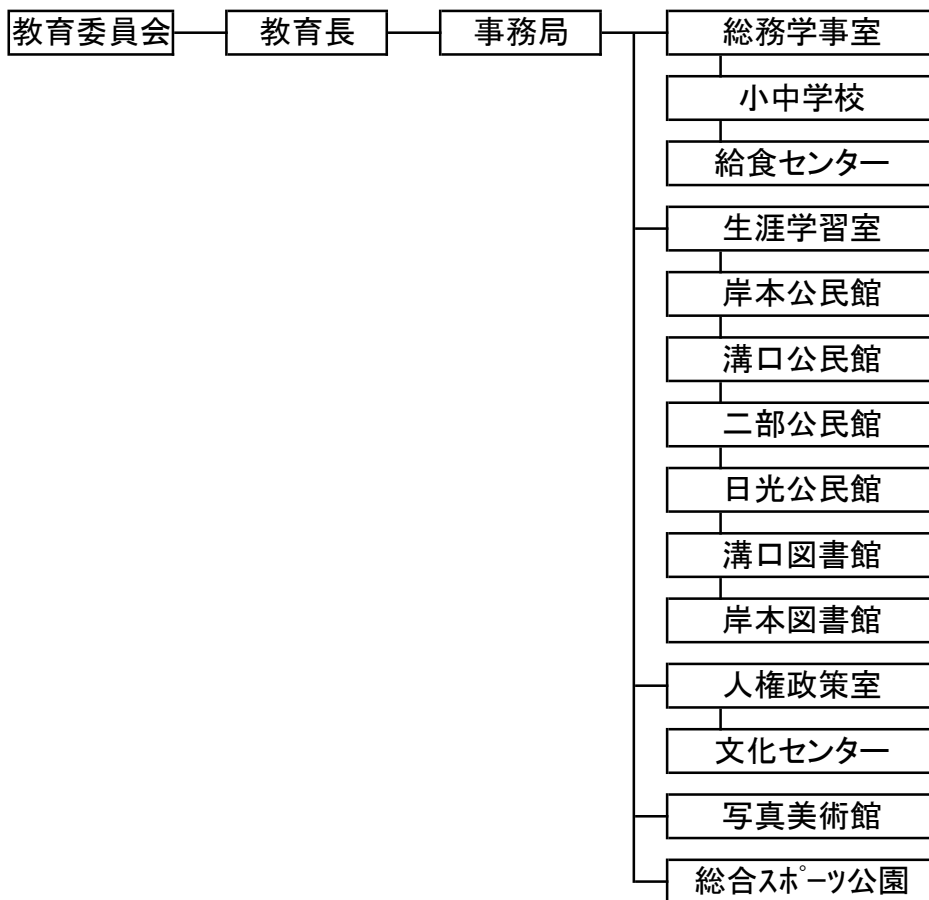 教育委員会
教育長
事務局
総務学事室
小中学校
給食センター
生涯学習室
岸本公民館
溝口公民館
二部公民館
日光公民館
溝口図書館
岸本図書館
人権政策室
文化センター
写真美術館
総合ｽﾎﾟｰﾂ公園